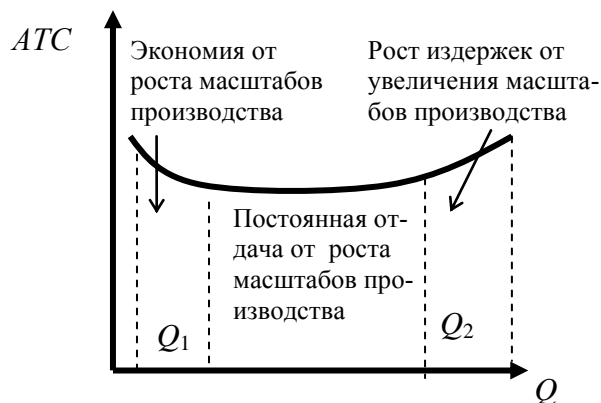 ATC
Экономия от
роста масштабов
производства
Рост издержек от
увеличения масшта-
бов производства
Постоянная от-
дача от роста
масштабов про-
изводства
Q1
Q2
Q